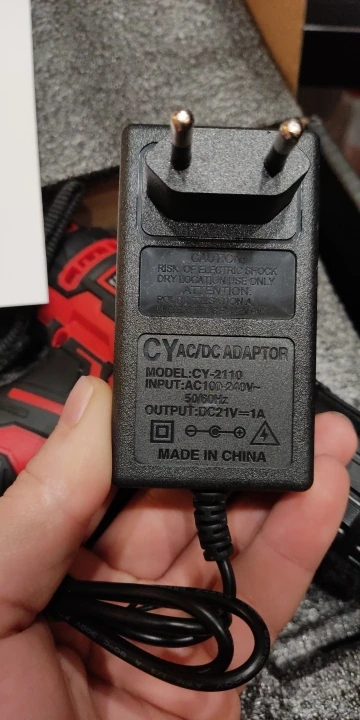 CAUTION
RISK OF ELECTRIC SHOCK
DRY LOCATION USE ONLY
ATTENTION:
CY AC/DC ADAPTOR
MODEL:CY-2110
INPUT:AC100-240V~
50/60Hz
OUTPUT:DC21V⎓1A
MADE IN CHINA